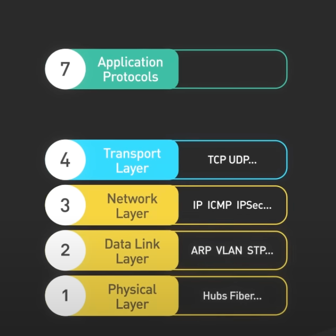 7
Application
Protocols
4
Transport
Layer
TCP UDP...
3
Network
Layer
IP ICMP IPSec...
2
Data Link
Layer
ARP VLAN STP...
1
Physical
Layer
Hubs Fiber...